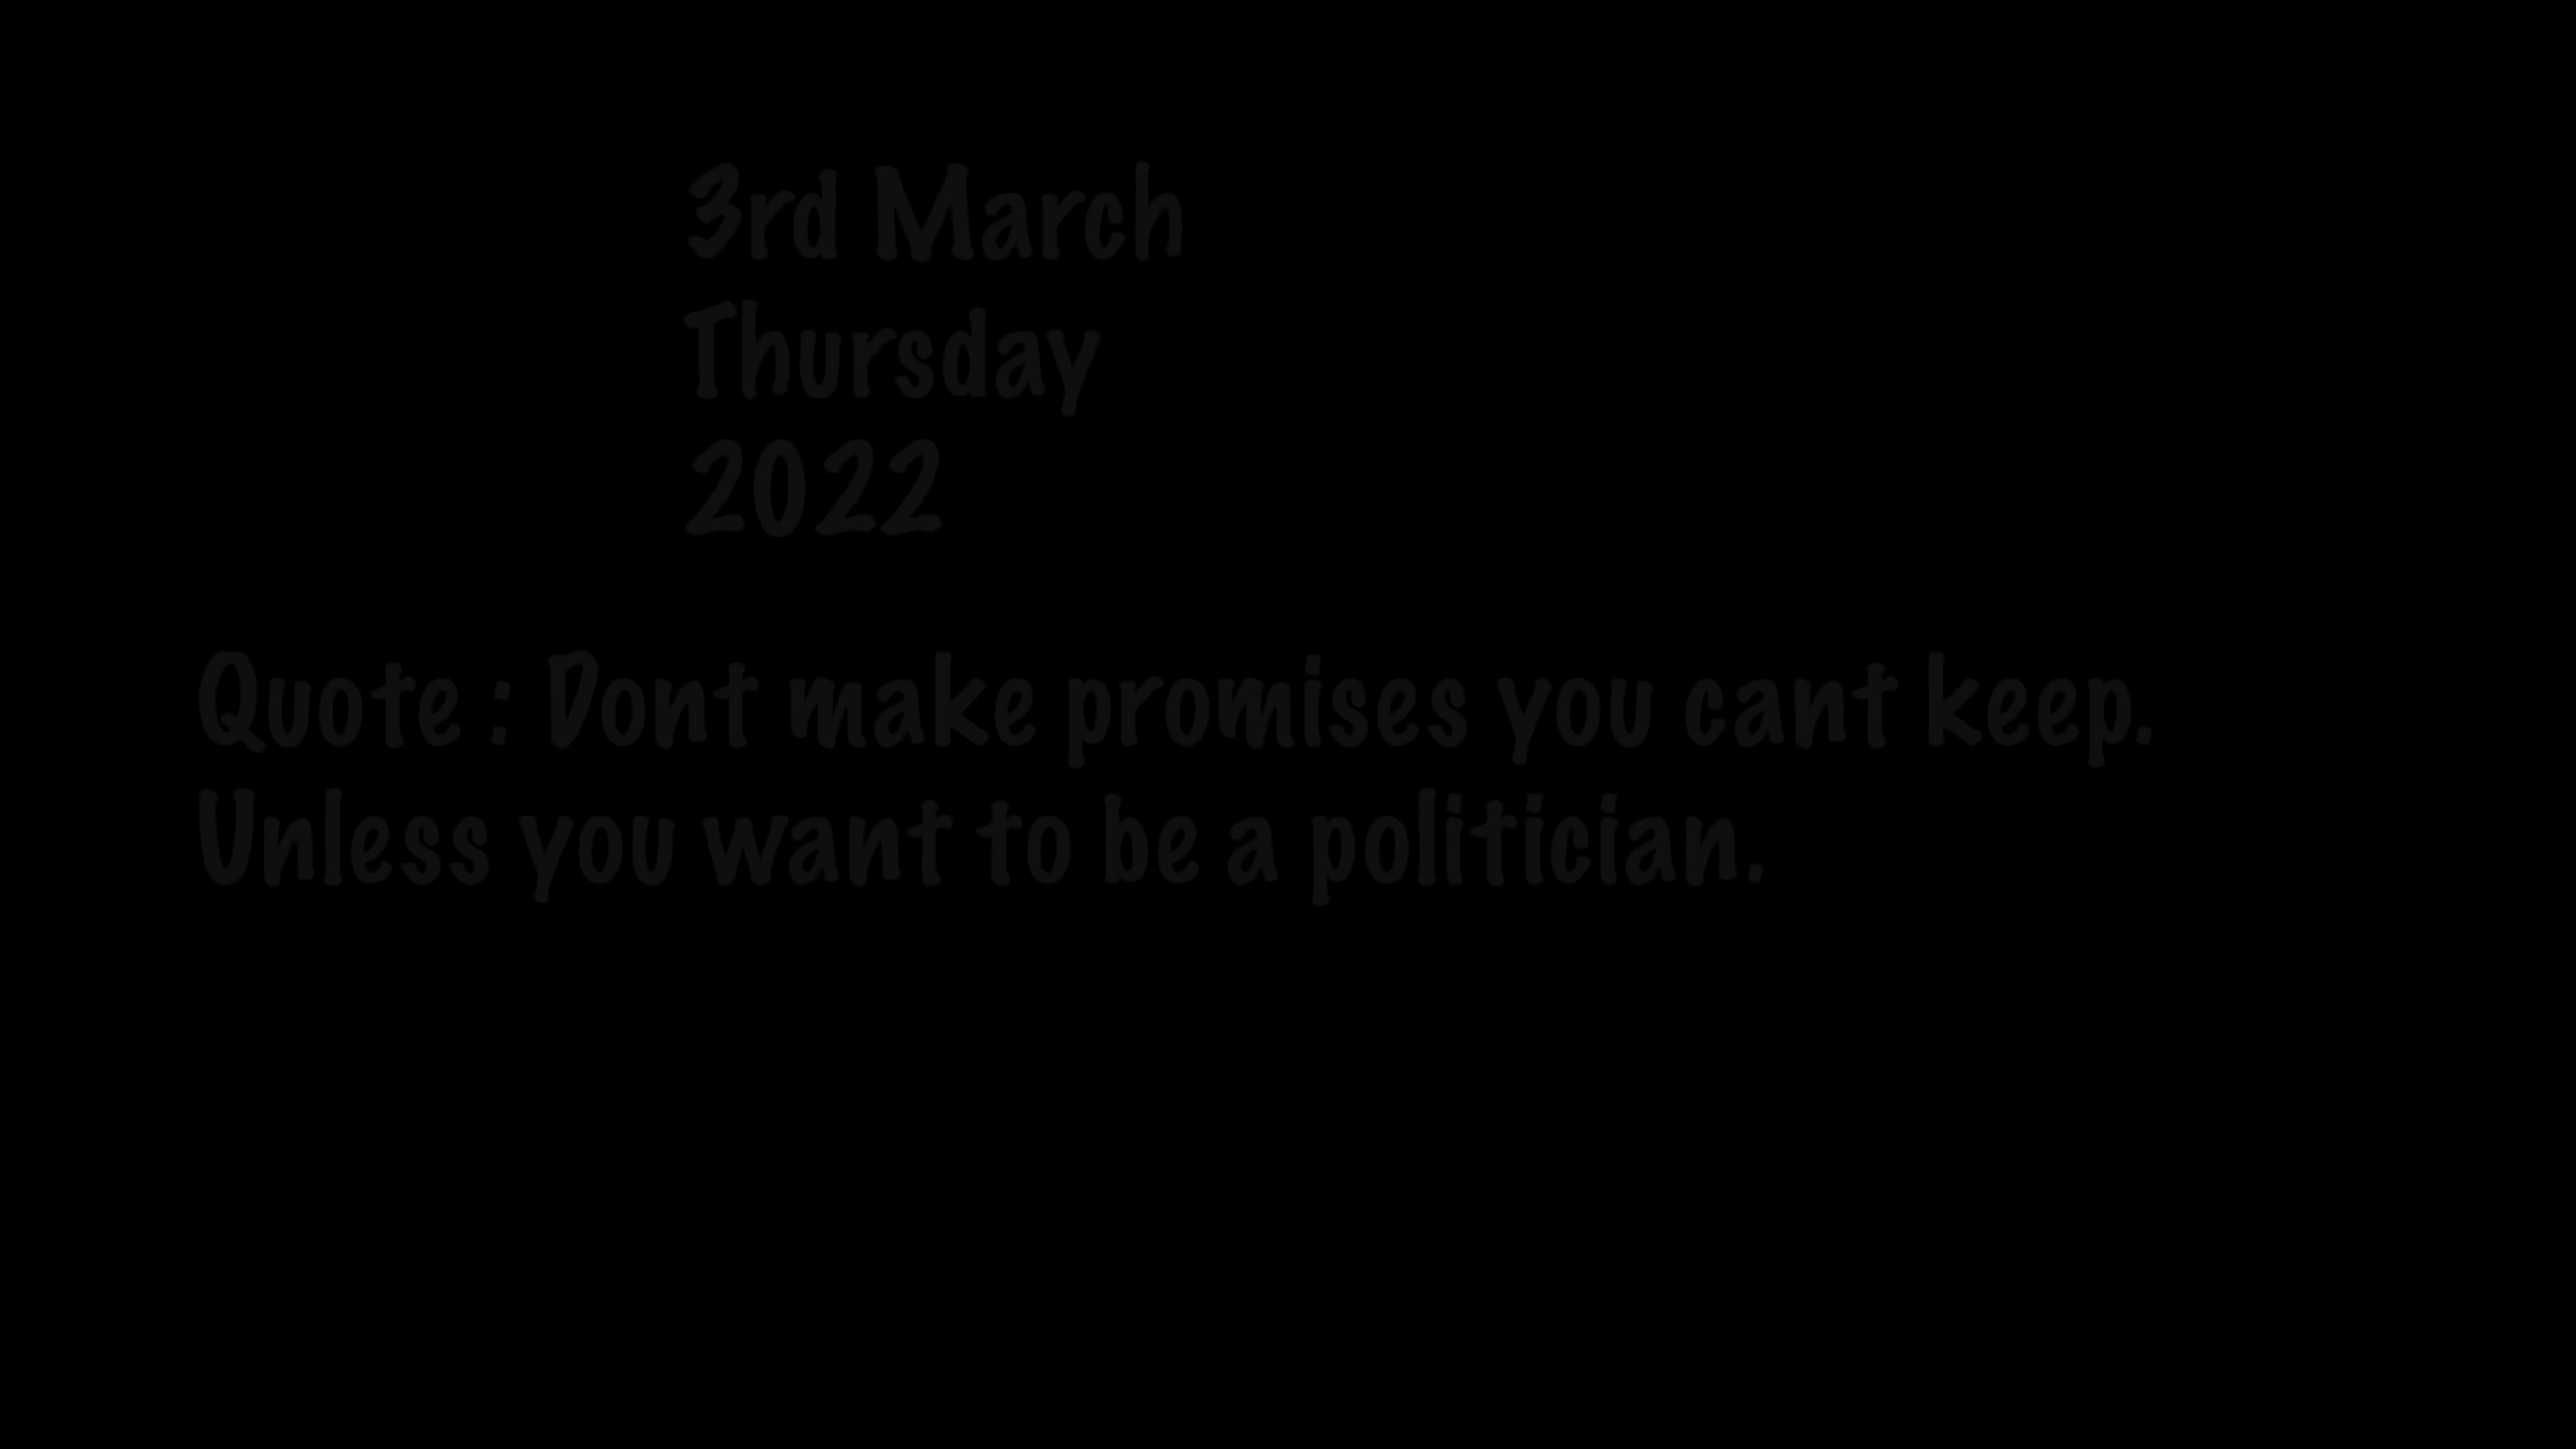 3rd March
Thursday
2022
Quote : Dont make promises you cant keep.
Unless you want to be a politician.